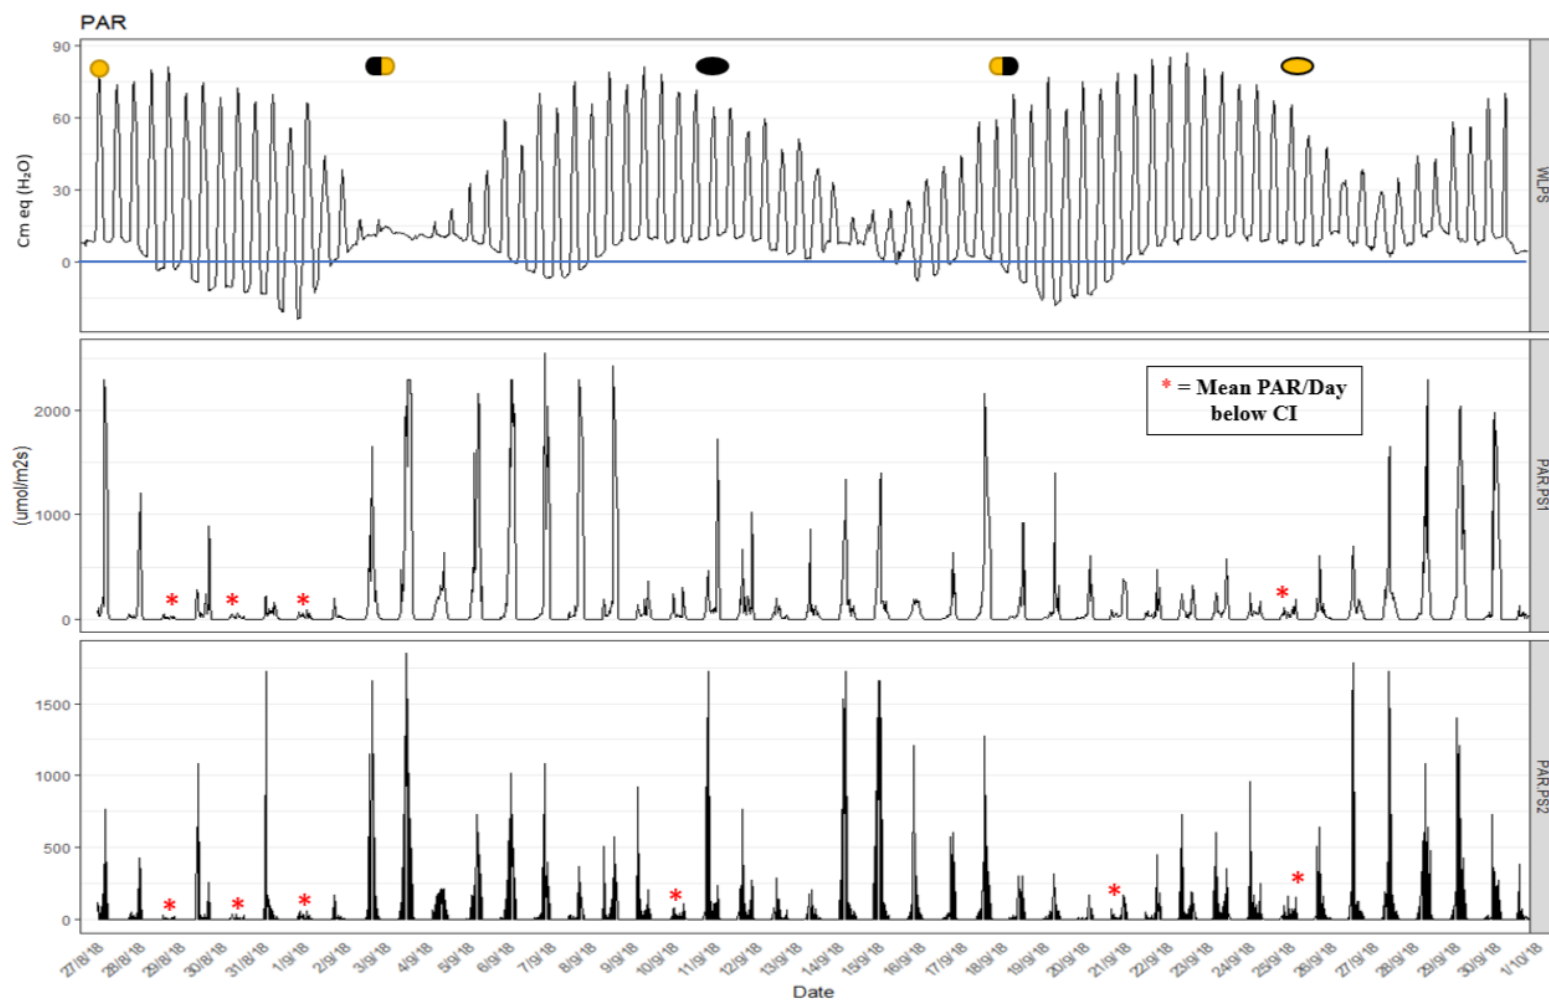 PAR
90
60
30
0
Cm eq (H₂O)
WLPS
2000
1000
0
(umol/m2s)
* = Mean PAR/Day
below CI
PAR.PS1
* * * *
1500
1000
500
0
PAR.PS2
* * * * * *
27/8/18 28/8/18 29/8/18 30/8/18 31/8/18 1/9/18 2/9/18 3/9/18 4/9/18 5/9/18 6/9/18 7/9/18 8/9/18 9/9/18 10/9/18 11/9/18 12/9/18 13/9/18 14/9/18 15/9/18 16/9/18 17/9/18 18/9/18 19/9/18 20/9/18 21/9/18 22/9/18 23/9/18 24/9/18 25/9/18 26/9/18 27/9/18 28/9/18 29/9/18 30/9/18 1/10/18
Date